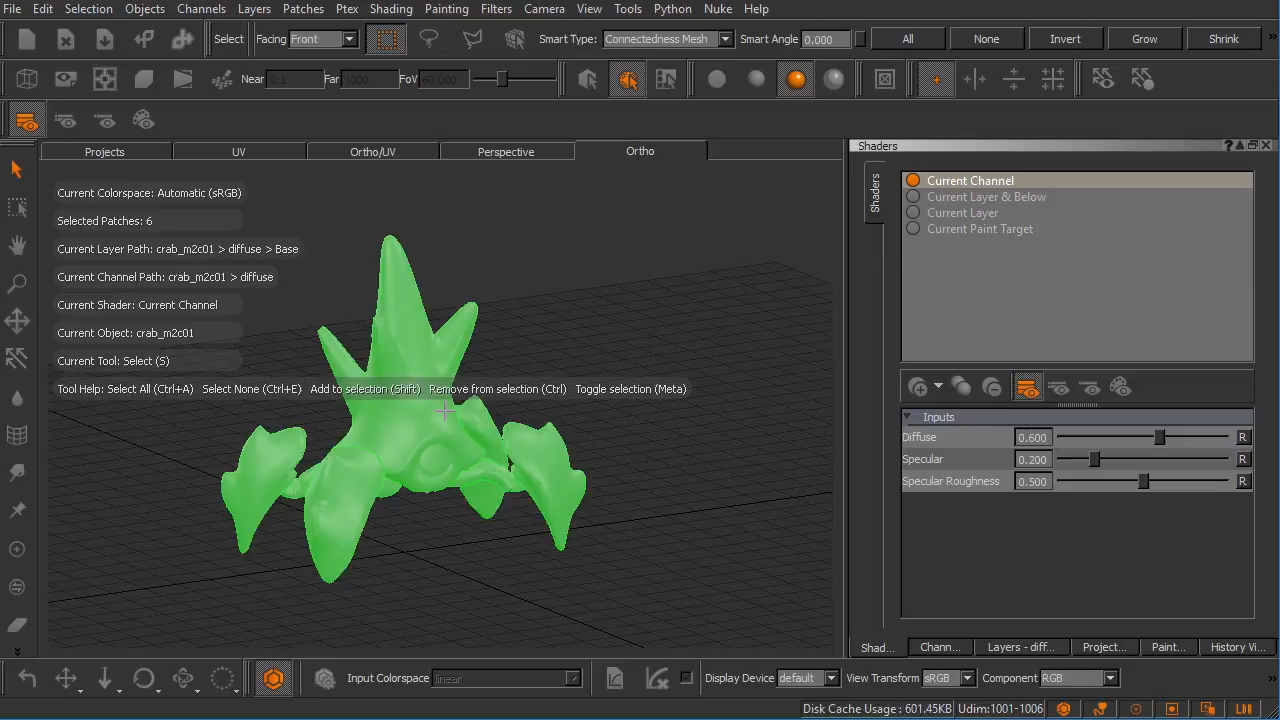 File Edit Selection Objects Channels Layers Patches Ptex Shading Painting Filters Camera View Tools Python Nuke Help
Select Facing Front Smart Type: Connectedness Mesh Smart Angle 0.000 All None Invert Grow Shrink
Near 0.1 Far 1000 FoV 60.000
Projects UV Ortho/UV Perspective Ortho
Shaders
Shaders
Current Channel
Current Layer & Below
Current Layer
Current Paint Target
Current Colorspace: Automatic (sRGB)
Selected Patches: 6
Current Layer Path: crab_m2c01 > diffuse > Base
Current Channel Path: crab_m2c01 > diffuse
Current Shader: Current Channel
Current Object: crab_m2c01
Current Tool: Select (S)
Tool Help: Select All (Ctrl+A) Select None (Ctrl+E) Add to selection (Shift) Remove from selection (Ctrl) Toggle selection (Meta)
Inputs
Diffuse 0.600 R
Specular 0.200 R
Specular Roughness 0.500 R
Shad... Chann... Layers - diff... Project... Paint... History Vi...
Input Colorspace linear Display Device default View Transform sRGB Component RGB
Disk Cache Usage : 601.45KB Udim:1001-1006 LDR